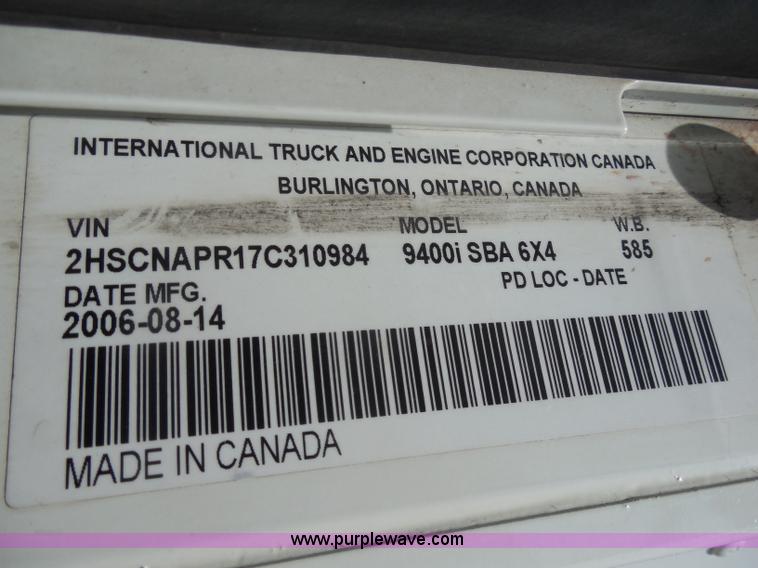 INTERNATIONAL TRUCK AND ENGINE CORPORATION CANADA
BURLINGTON, ONTARIO, CANADA
VIN MODEL W.B.
2HSCNAPR17C310984 9400i SBA 6X4 585
DATE MFG. PD LOC - DATE
2006-08-14
MADE IN CANADA
www.purplewave.com